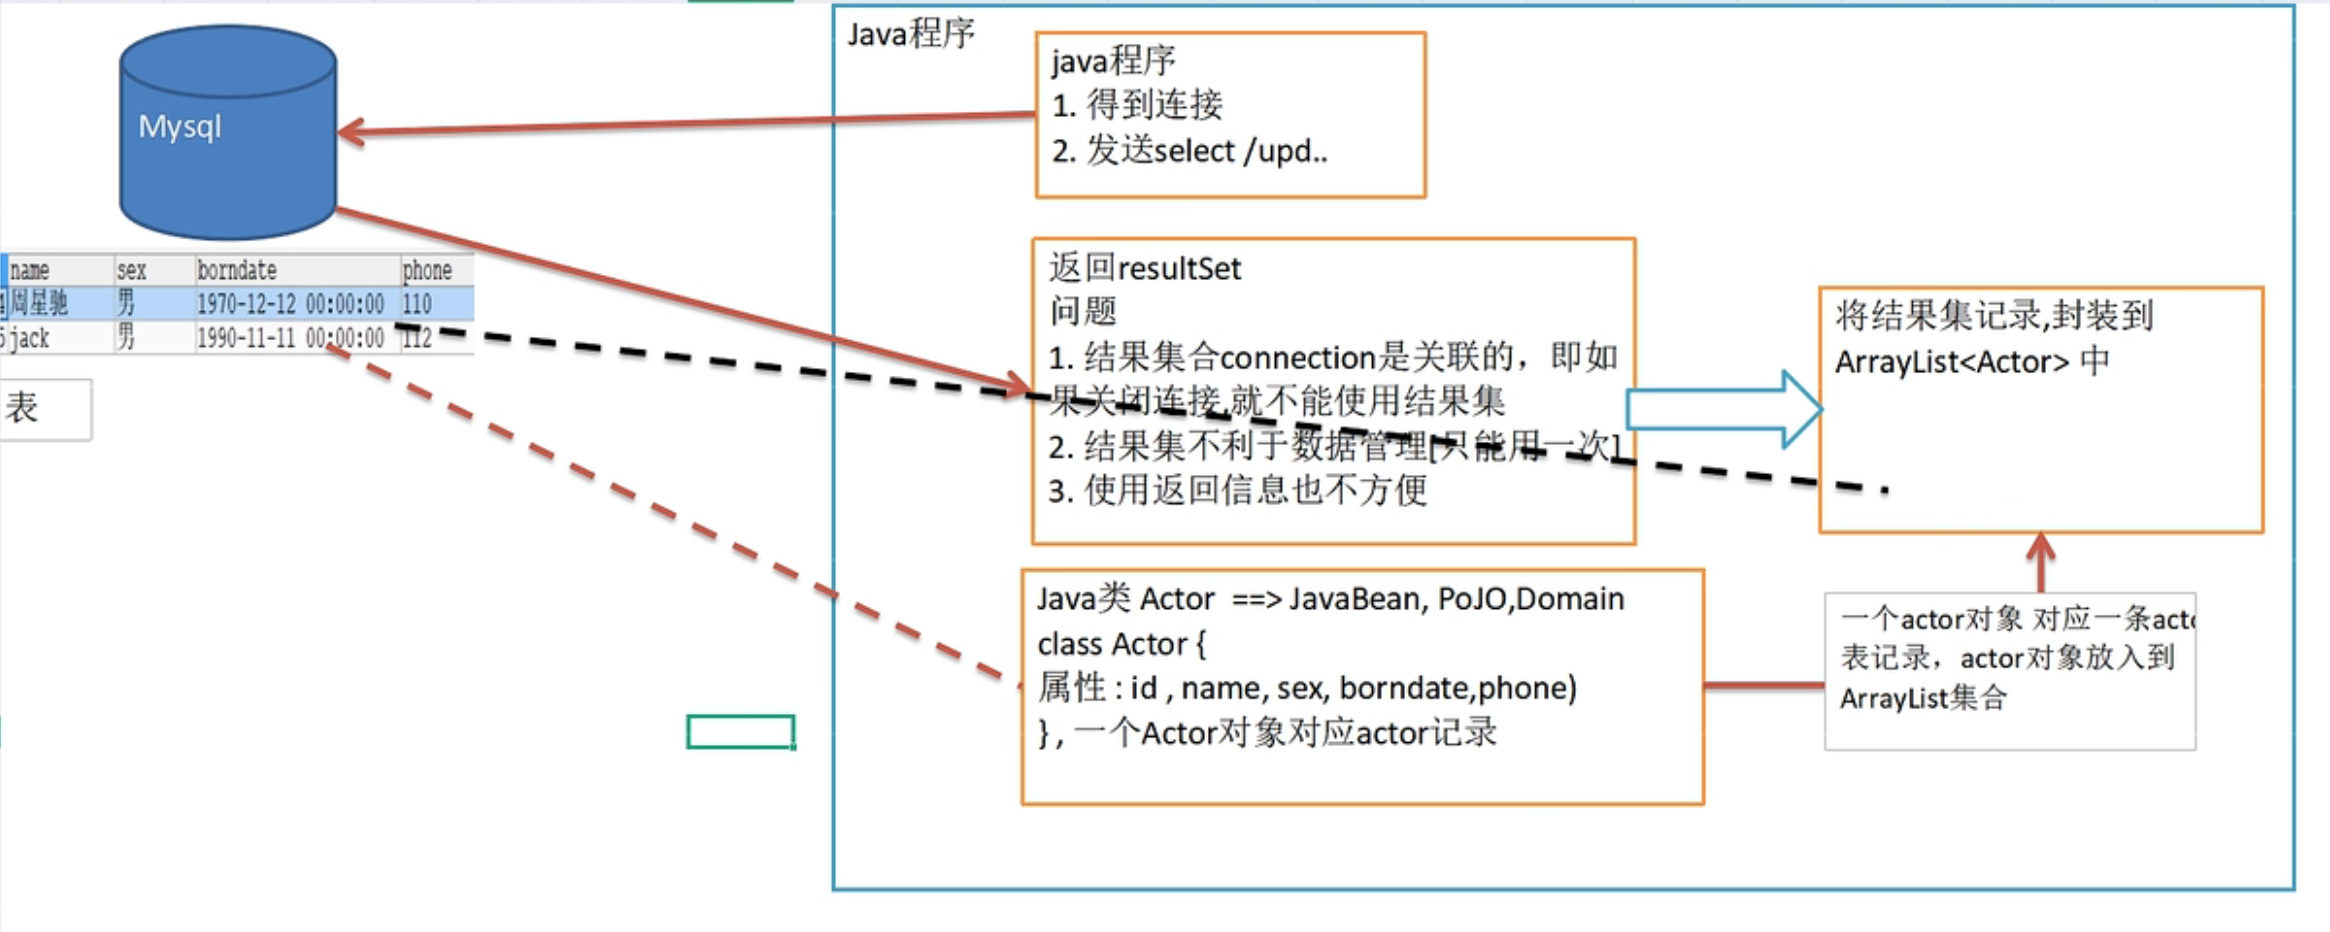 Java程序
java程序
1. 得到连接
2. 发送select /upd..
Mysql
name sex borndate phone
4 周星驰 男 1970-12-12 00:00:00 110
5 jack 男 1990-11-11 00:00:00 112
表
返回resultSet
问题
1. 结果集合connection是关联的，即如
果关闭连接,就不能使用结果集
2. 结果集不利于数据管理[只能用一次]
3. 使用返回信息也不方便
将结果集记录,封装到
ArrayList<Actor> 中
Java类 Actor ==> JavaBean, PoJO,Domain
class Actor {
属性 : id , name, sex, borndate,phone)
} , 一个Actor对象对应actor记录
一个actor对象 对应一条acto
表记录，actor对象放入到
ArrayList集合